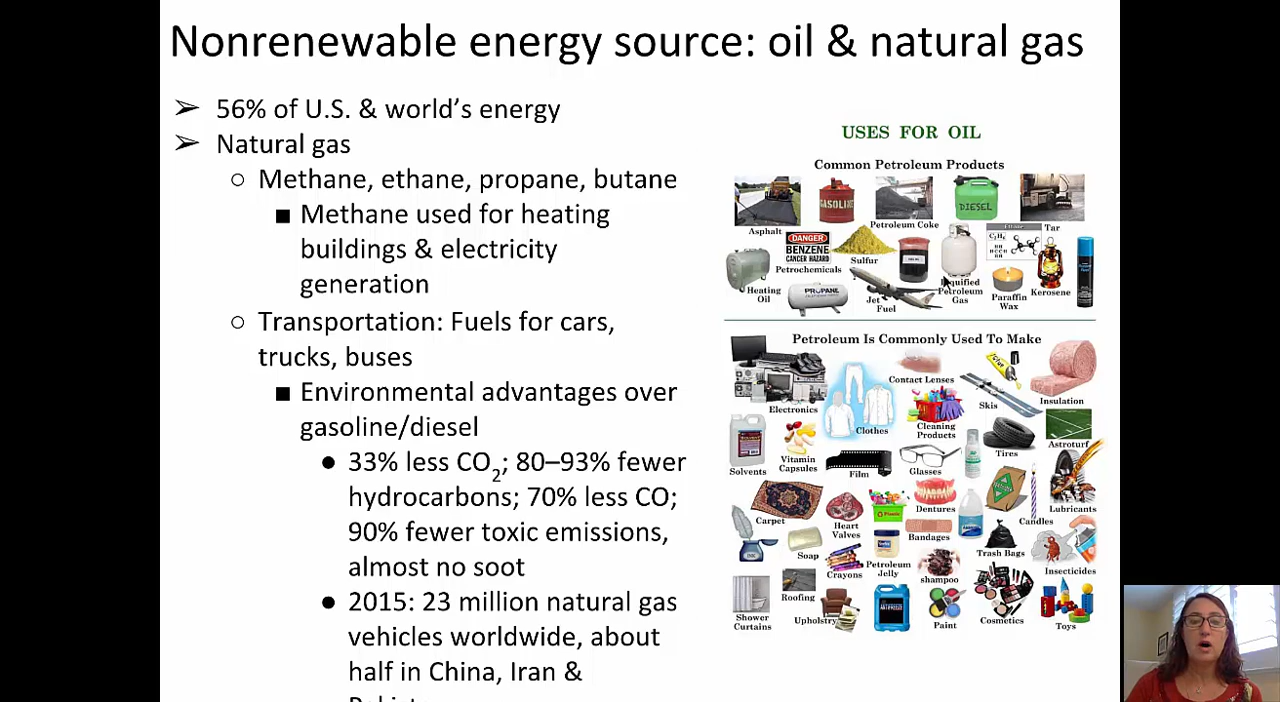 Nonrenewable energy source: oil & natural gas
➢ 56% of U.S. & world's energy
➢ Natural gas
○ Methane, ethane, propane, butane
■ Methane used for heating
buildings & electricity
generation
○ Transportation: Fuels for cars,
trucks, buses
■ Environmental advantages over
gasoline/diesel
● 33% less CO2; 80–93% fewer
hydrocarbons; 70% less CO;
90% fewer toxic emissions,
almost no soot
● 2015: 23 million natural gas
vehicles worldwide, about
half in China, Iran &
USES FOR OIL
Common Petroleum Products
GASOLINE
DIESEL
Asphalt
Petroleum Coke
Tar
DANGER
BENZENE
CANCER HAZARD
Petrochemicals
Sulfur
Heating
Oil
PROPANE
Jet
Fuel
Petroleum
Gas
Paraffin
Wax
Kerosene
Petroleum Is Commonly Used To Make
Electronics
Clothes
Contact Lenses
Glue
Skis
Insulation
Cleaning
Products
Solvents
Vitamin
Capsules
Film
Glasses
Tires
Astroturf
Carpet
Heart
Valves
Dentures
Candles
Lubricants
Bandages
Soap
Crayons
Petroleum
Jelly
shampoo
Trash Bags
Insecticides
Shower
Curtains
Roofing
Upholstry
Paint
Cosmetics
Toys